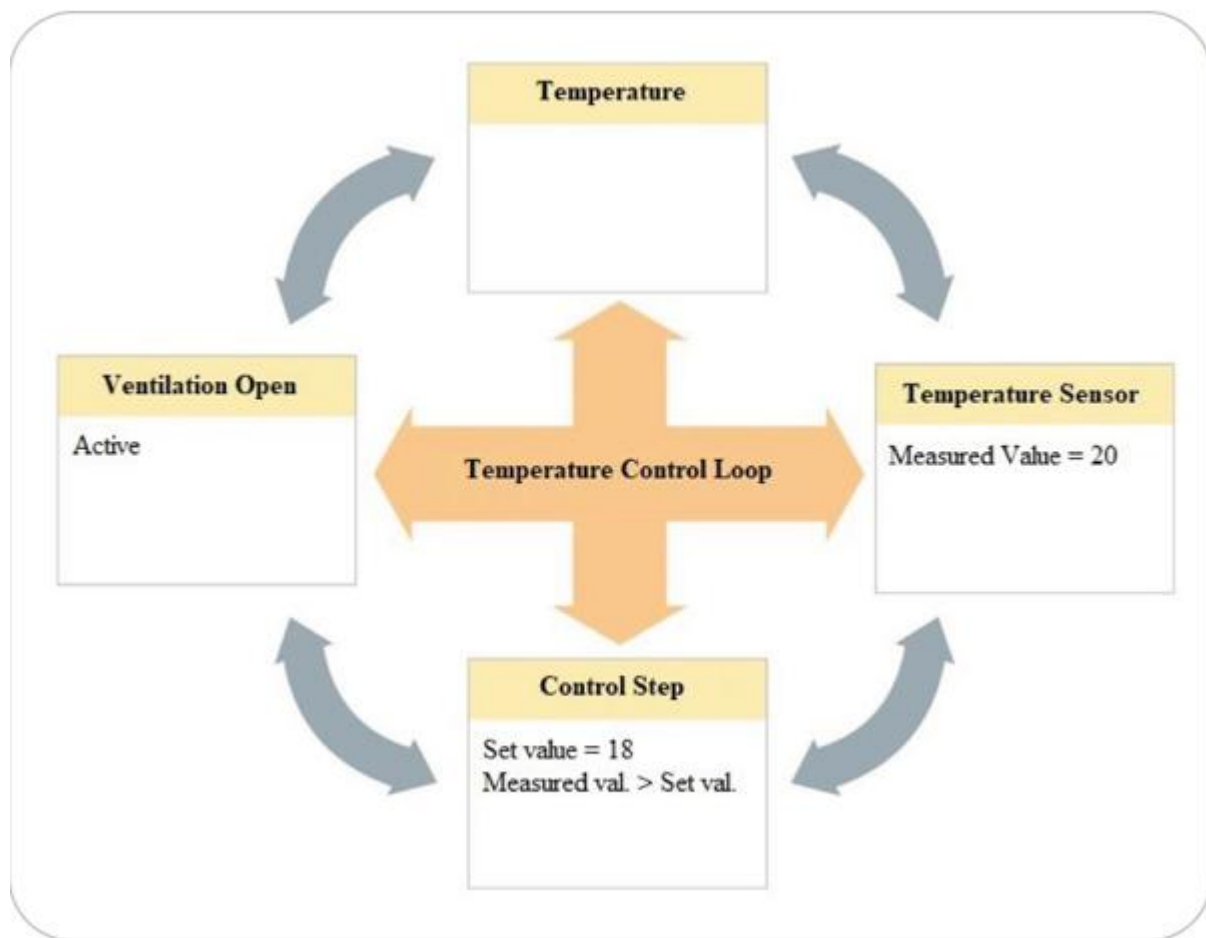 Temperature
Ventilation Open
Active
Temperature Control Loop
Temperature Sensor
Measured Value = 20
Control Step
Set value = 18
Measured val. > Set val.